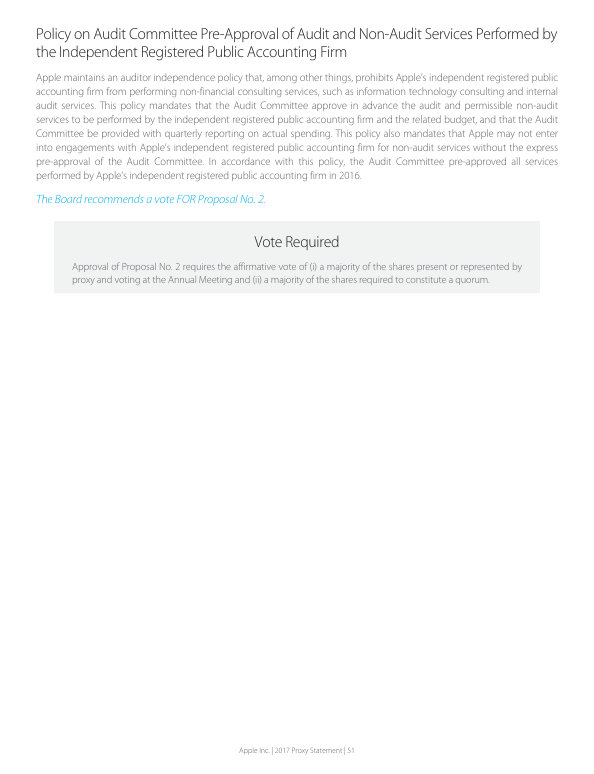 Policy on Audit Committee Pre-Approval of Audit and Non-Audit Services Performed by
the Independent Registered Public Accounting Firm
Apple maintains an auditor independence policy that, among other things, prohibits Apple's independent registered public
accounting firm from performing non-financial consulting services, such as information technology consulting and internal
audit services. This policy mandates that the Audit Committee approve in advance the audit and permissible non-audit
services to be performed by the independent registered public accounting firm and the related budget, and that the Audit
Committee be provided with quarterly reporting on actual spending. This policy also mandates that Apple may not enter
into engagements with Apple's independent registered public accounting firm for non-audit services without the express
pre-approval of the Audit Committee. In accordance with this policy, the Audit Committee pre-approved all services
performed by Apple's independent registered public accounting firm in 2016.
The Board recommends a vote FOR Proposal No. 2.
Vote Required
Approval of Proposal No. 2 requires the affirmative vote of (i) a majority of the shares present or represented by
proxy and voting at the Annual Meeting and (ii) a majority of the shares required to constitute a quorum.
Apple Inc. | 2017 Proxy Statement | 51